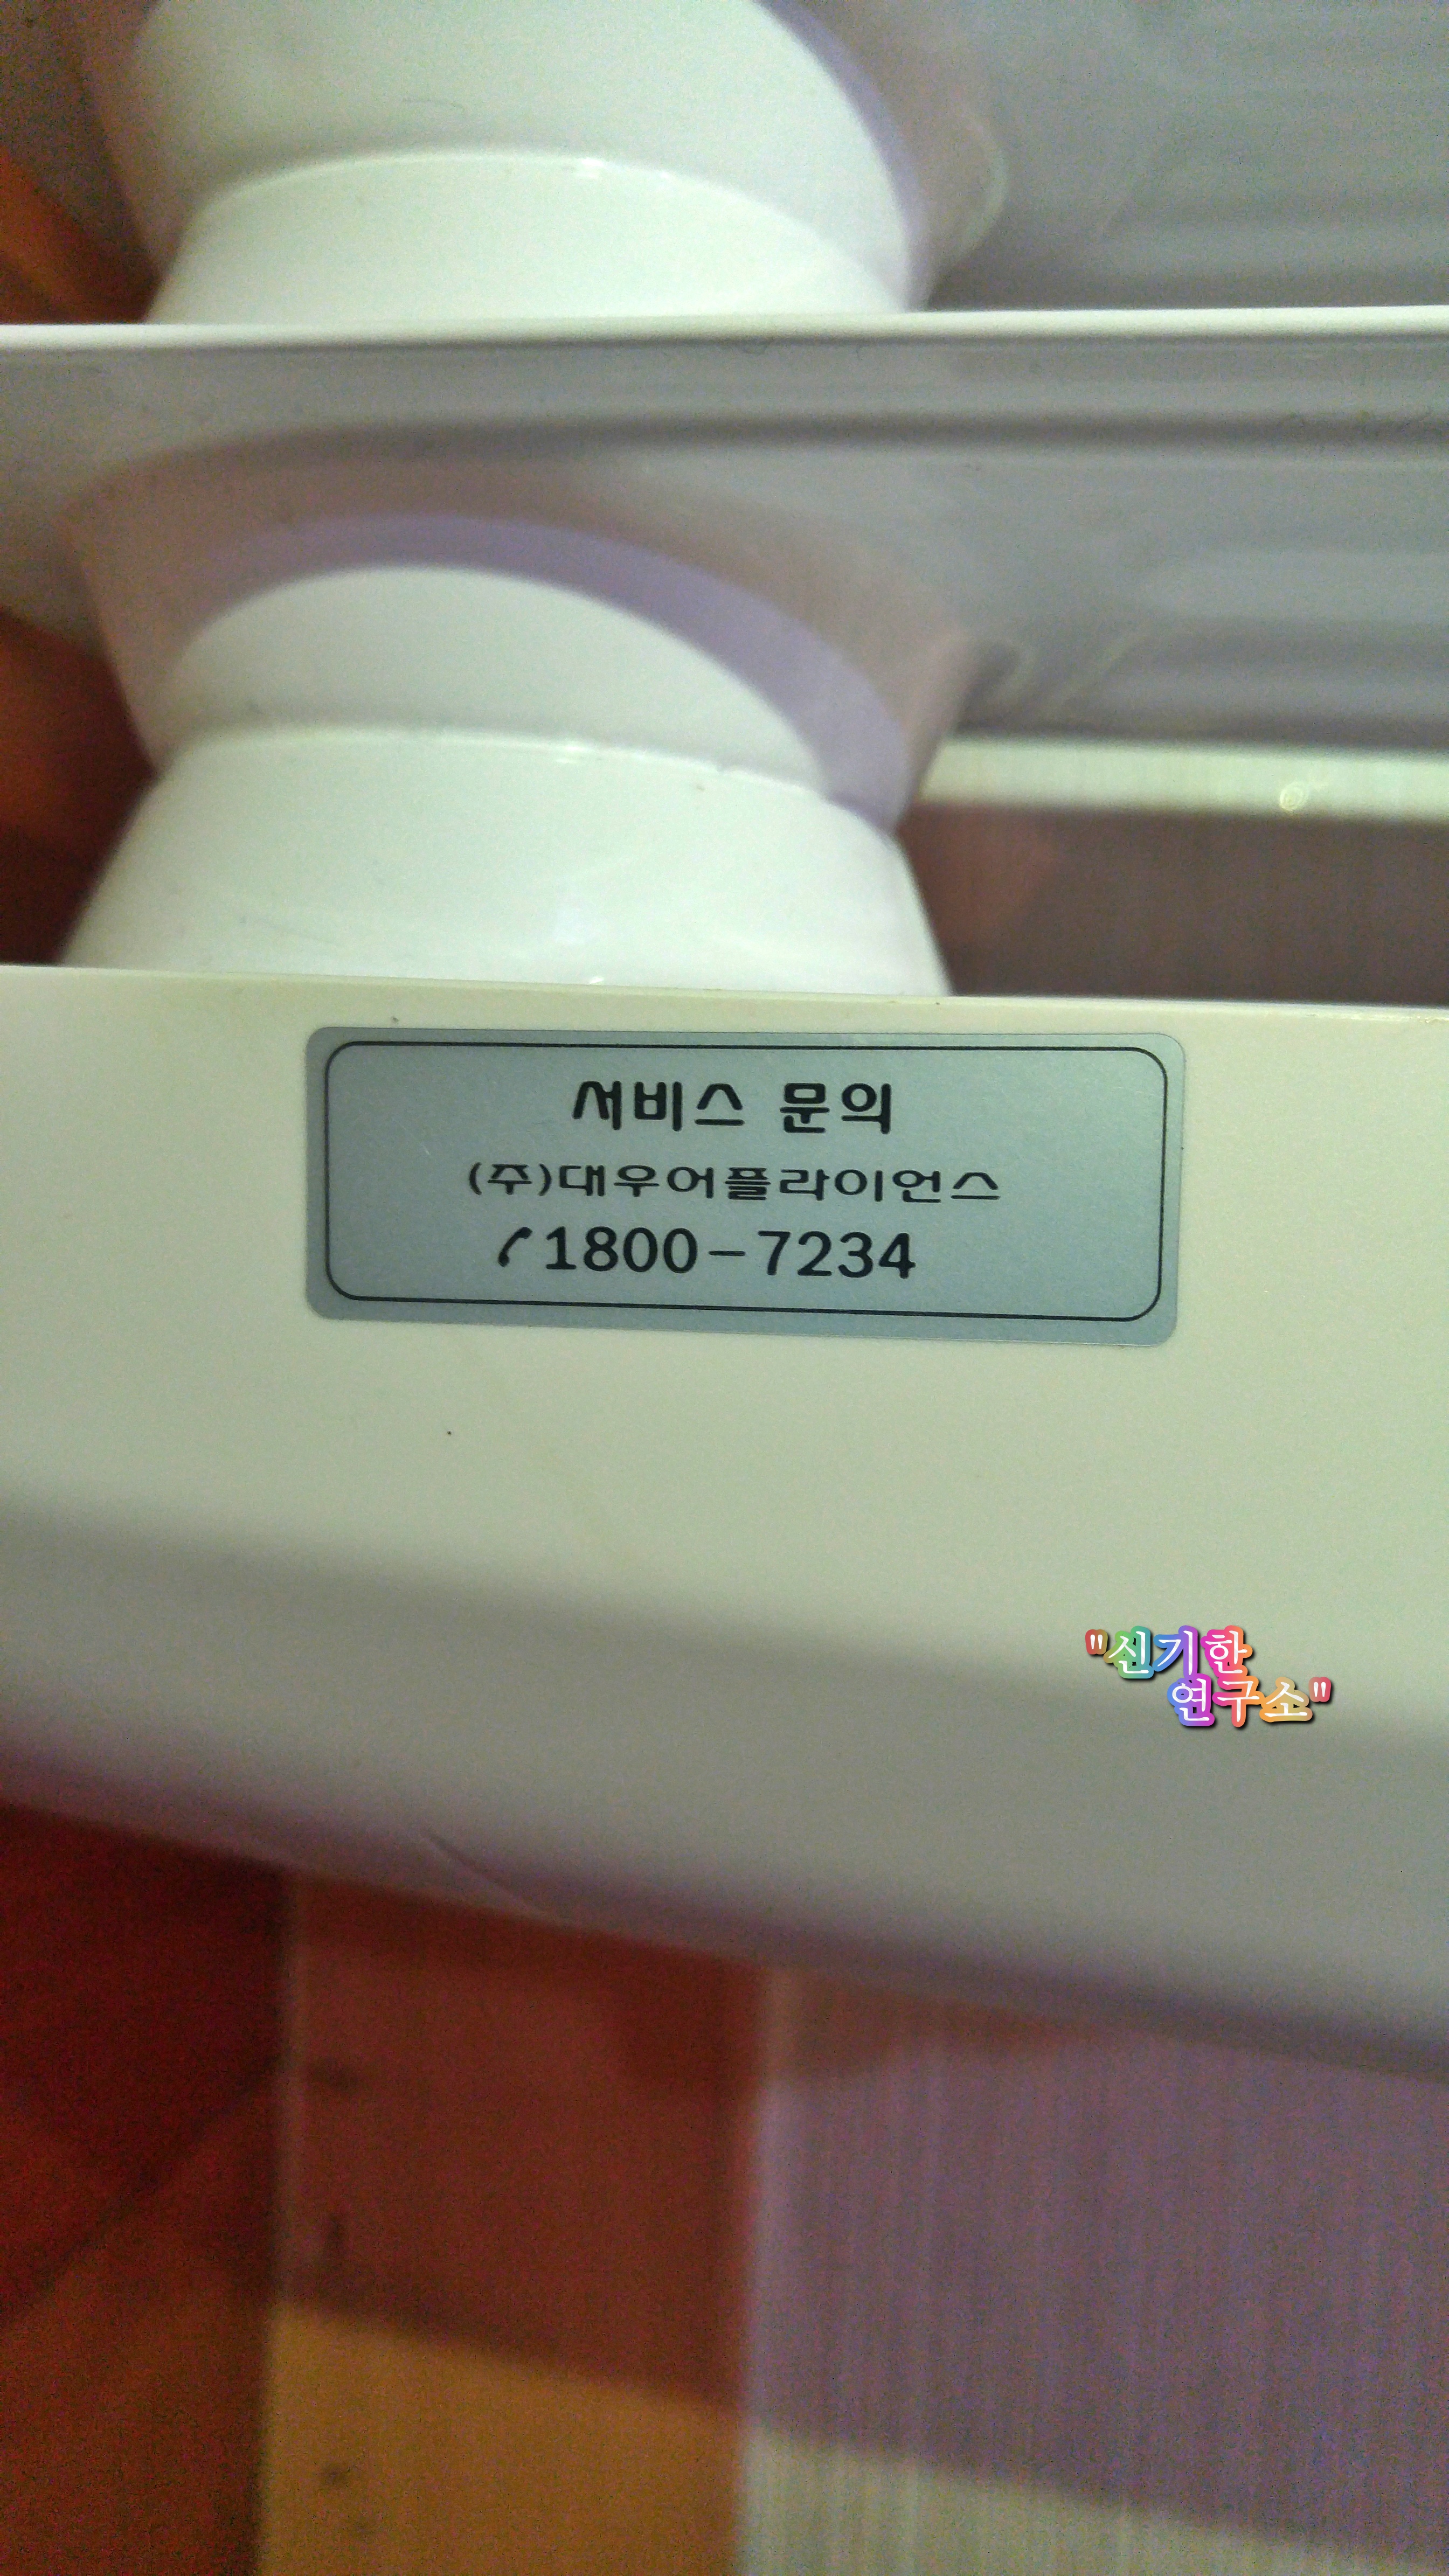 서비스 문의
(주)대우어플라이언스
1800-7234
"신기한
연구소"